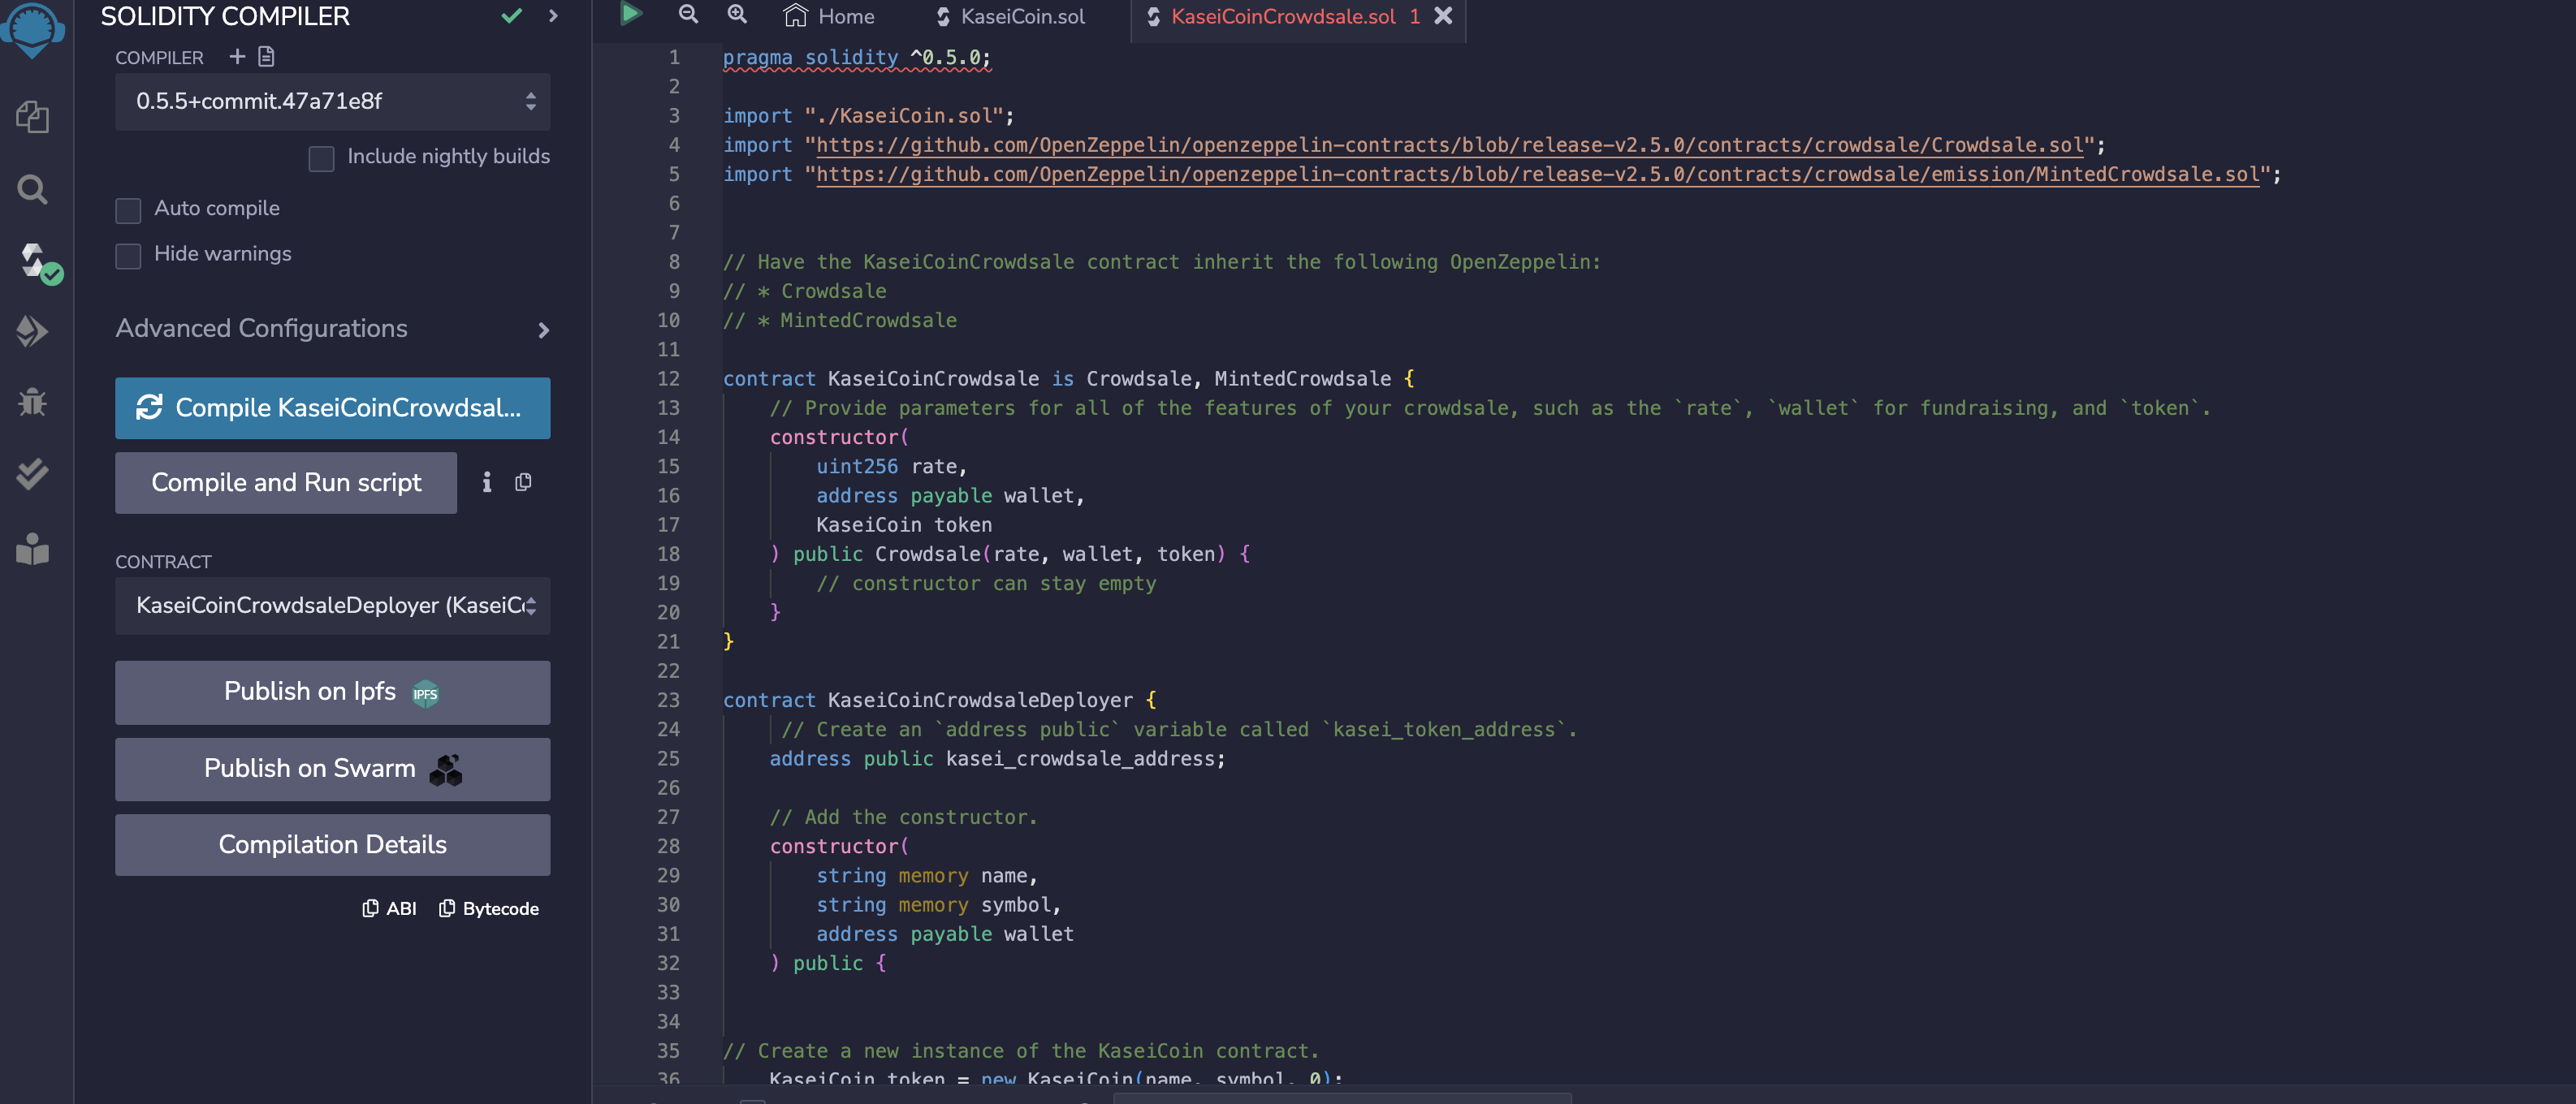 SOLIDITY COMPILER
COMPILER
0.5.5+commit.47a71e8f
Include nightly builds
Auto compile
Hide warnings
Advanced Configurations
Compile KaseiCoinCrowdsal...
Compile and Run script
CONTRACT
KaseiCoinCrowdsaleDeployer (KaseiCo
Publish on Ipfs IPFS
Publish on Swarm
Compilation Details
ABI Bytecode
Home KaseiCoin.sol KaseiCoinCrowdsale.sol 1
1 pragma solidity ^0.5.0;
2
3 import "./KaseiCoin.sol";
4 import "https://github.com/OpenZeppelin/openzeppelin-contracts/blob/release-v2.5.0/contracts/crowdsale/Crowdsale.sol";
5 import "https://github.com/OpenZeppelin/openzeppelin-contracts/blob/release-v2.5.0/contracts/crowdsale/emission/MintedCrowdsale.sol";
6
7
8 // Have the KaseiCoinCrowdsale contract inherit the following OpenZeppelin:
9 // * Crowdsale
10 // * MintedCrowdsale
11
12 contract KaseiCoinCrowdsale is Crowdsale, MintedCrowdsale {
13 // Provide parameters for all of the features of your crowdsale, such as the `rate`, `wallet` for fundraising, and `token`.
14 constructor(
15 uint256 rate,
16 address payable wallet,
17 KaseiCoin token
18 ) public Crowdsale(rate, wallet, token) {
19 // constructor can stay empty
20 }
21 }
22
23 contract KaseiCoinCrowdsaleDeployer {
24 // Create an `address public` variable called `kasei_token_address`.
25 address public kasei_crowdsale_address;
26
27 // Add the constructor.
28 constructor(
29 string memory name,
30 string memory symbol,
31 address payable wallet
32 ) public {
33
34
35 // Create a new instance of the KaseiCoin contract.
36 KaseiCoin token = new KaseiCoin(name, symbol, 0);